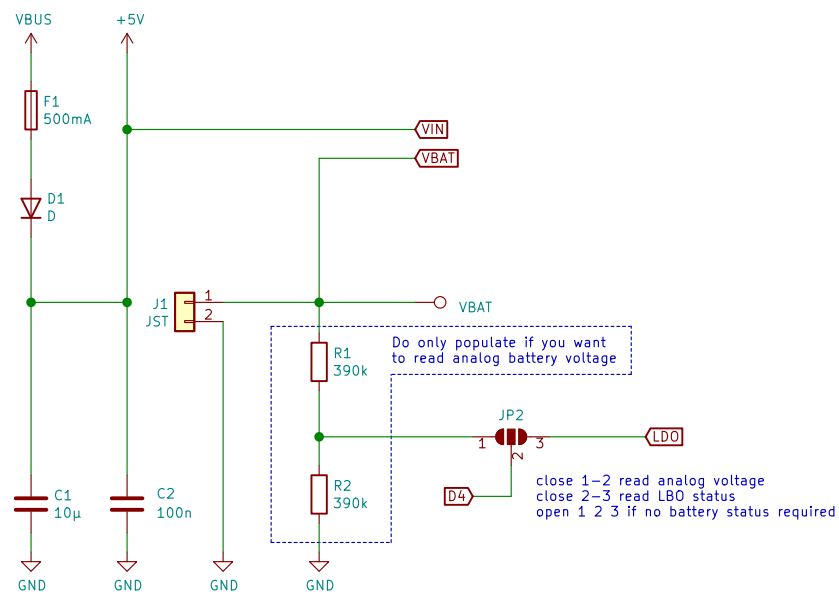 VBUS
+5V
F1
500mA
VIN
VBAT
D1
D
J1
JST
1
2
VBAT
Do only populate if you want
to read analog battery voltage
R1
390k
JP2
1
3
2
LDO
D4
close 1-2 read analog voltage
close 2-3 read LBO status
open 1 2 3 if no battery status required
R2
390k
C1
10µ
C2
100n
GND
GND
GND
GND